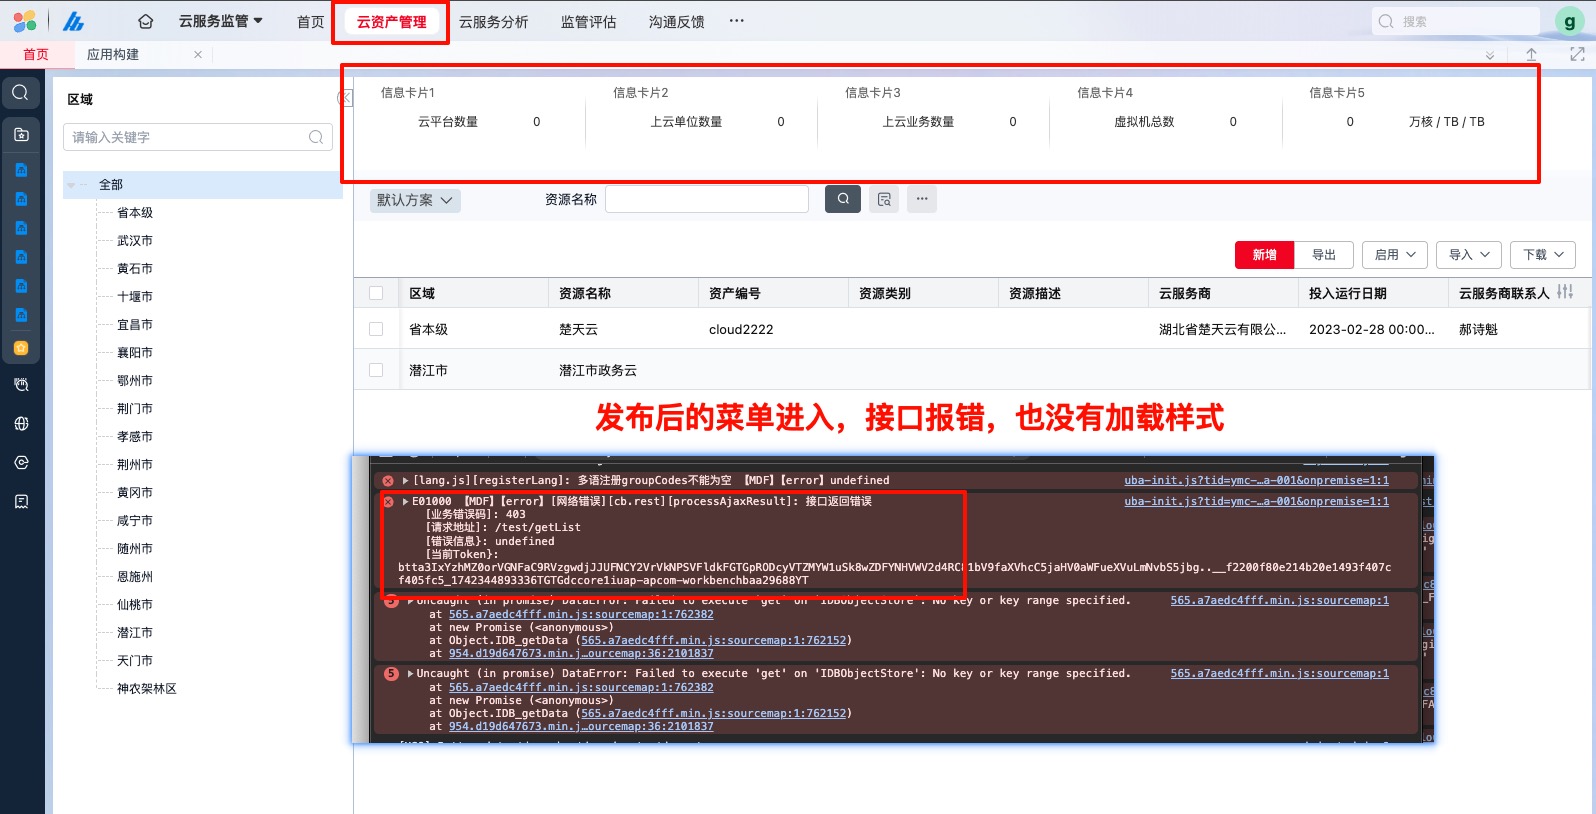 云服务监管 首页 云资产管理 云服务分析 监管评估 沟通反馈 ··· 搜索 g
首页 应用构建 ×
区域
请输入关键字
全部
省本级
武汉市
黄石市
十堰市
宜昌市
襄阳市
鄂州市
荆门市
孝感市
荆州市
黄冈市
咸宁市
随州市
恩施州
仙桃市
潜江市
天门市
神农架林区
信息卡片1 信息卡片2 信息卡片3 信息卡片4 信息卡片5
云平台数量 0 上云单位数量 0 上云业务数量 0 虚拟机总数 0 0 万核 / TB / TB
默认方案 资源名称 ···
新增 导出 启用 导入 下载
区域 资源名称 资产编号 资源类别 资源描述 云服务商 投入运行日期 云服务商联系人
省本级 楚天云 cloud2222 湖北省楚天云有限公... 2023-02-28 00:00... 郝诗魁
潜江市 潜江市政务云
发布后的菜单进入，接口报错，也没有加载样式
[lang.js][registerLang]: 多语注册groupCodes不能为空 【MDF】【error】undefined uba-init.js?tid=ymc-…a-001&onpremise=1:1
E01000 【MDF】【error】[网络错误][cb.rest][processAjaxResult]: 接口返回错误 uba-init.js?tid=ymc-…a-001&onpremise=1:1
[业务错误码]: 403
[请求地址]: /test/getList
[错误信息}: undefined
[当前Token}:
btta3IxYzhMZ0orVGNFaC9RVzgwdjJJUFNCY2VrVkNPSVFldkFGTGpRODcyVTZMYW1uSk8wZDFYNHVWV2d4RC81bV9faXVhcC5jaHV0aWFueXVuLmNvbS5jbg..__f2200f80e214b20e1493f407c
f405fc5_1742344893336TGTGdccore1iuap-apcom-workbenchbaa29688YT
5 Uncaught (in promise) DataError: Failed to execute 'get' on 'IDBObjectStore': No key or key range specified. 565.a7aedc4fff.min.js:sourcemap:1
at 565.a7aedc4fff.min.js:sourcemap:1:762382
at new Promise (<anonymous>)
at Object.IDB_getData (565.a7aedc4fff.min.js:sourcemap:1:762152)
at 954.d19d647673.min.j…ourcemap:36:2101837
5 Uncaught (in promise) DataError: Failed to execute 'get' on 'IDBObjectStore': No key or key range specified. 565.a7aedc4fff.min.js:sourcemap:1
at 565.a7aedc4fff.min.js:sourcemap:1:762382
at new Promise (<anonymous>)
at Object.IDB_getData (565.a7aedc4fff.min.js:sourcemap:1:762152)
at 954.d19d647673.min.j…ourcemap:36:2101837